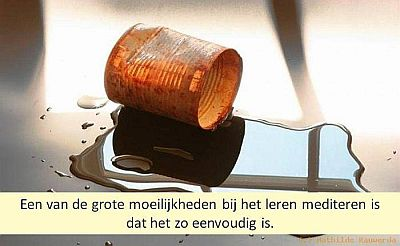 Een van de grote moeilijkheden bij het leren mediteren is
dat het zo eenvoudig is.
Mathilde Rauwerda